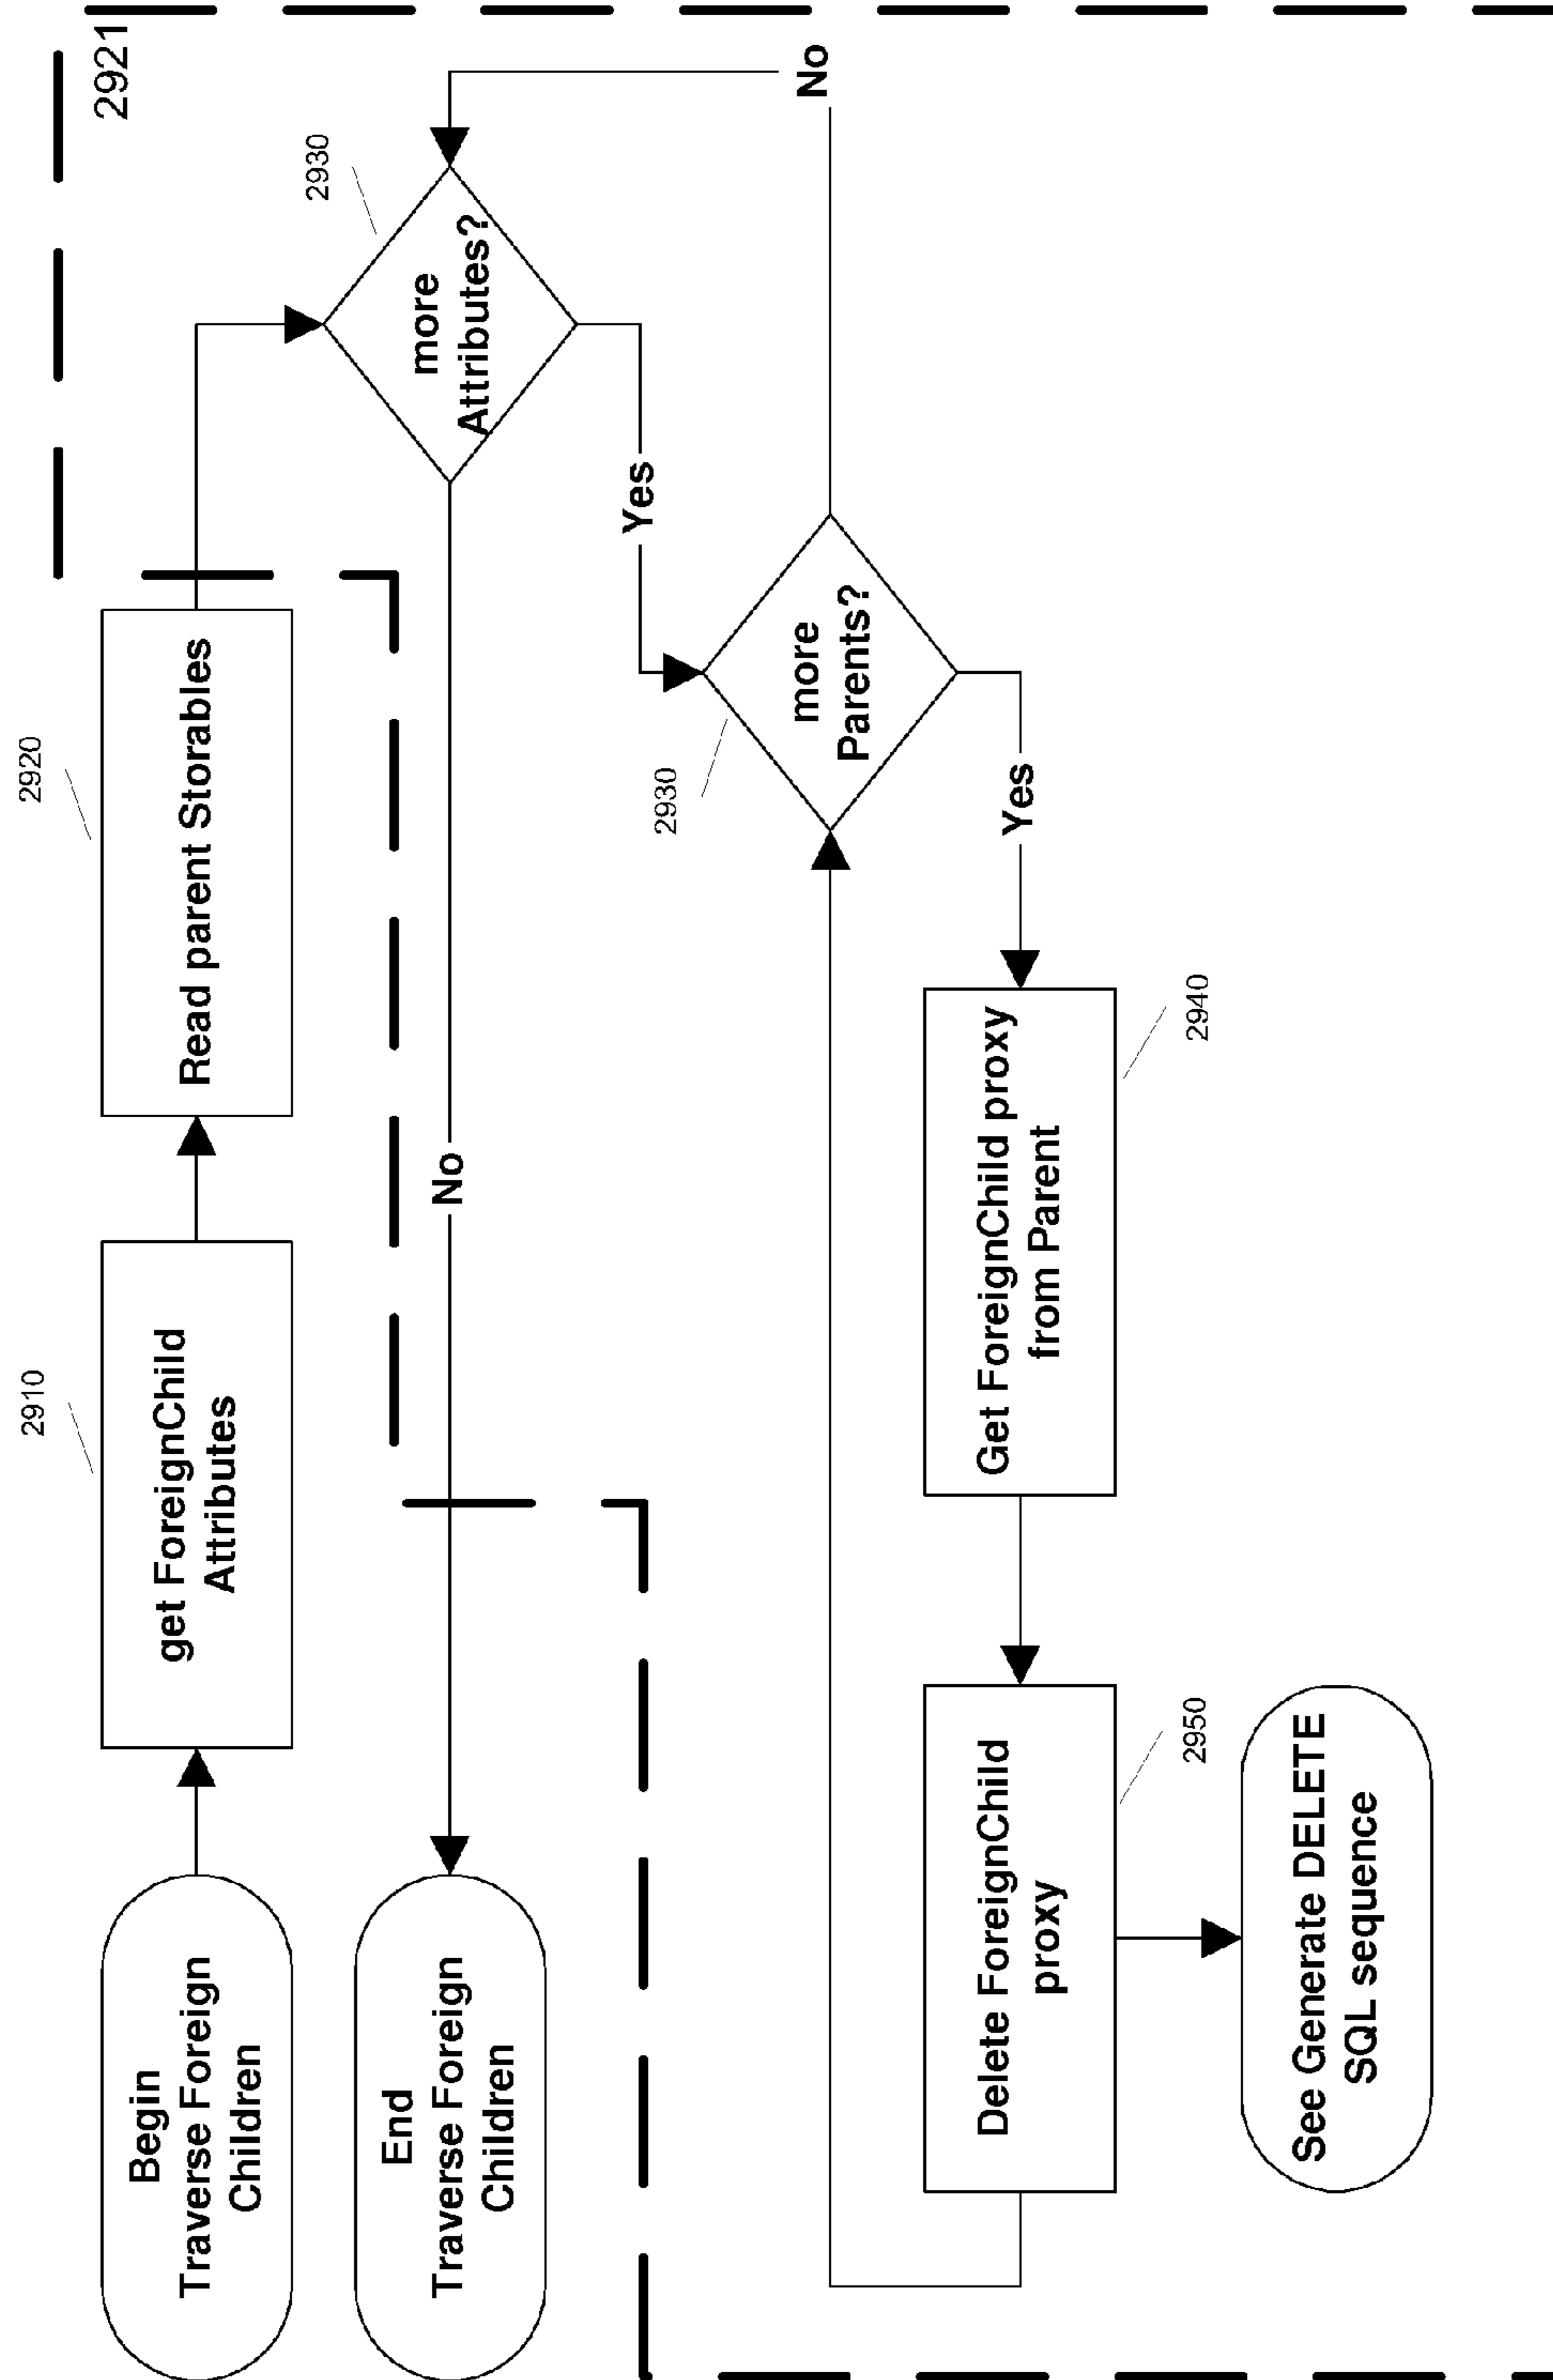 2921
2910
2920
2930
Begin
Traverse Foreign
Children
get ForeignChild
Attributes
Read parent Storables
more
Attributes?
End
Traverse Foreign
Children
No
Yes
No
2930
more
Parents?
Yes
Delete ForeignChild
proxy
Get ForeignChild proxy
from Parent
2950
2940
See Generate DELETE
SQL sequence